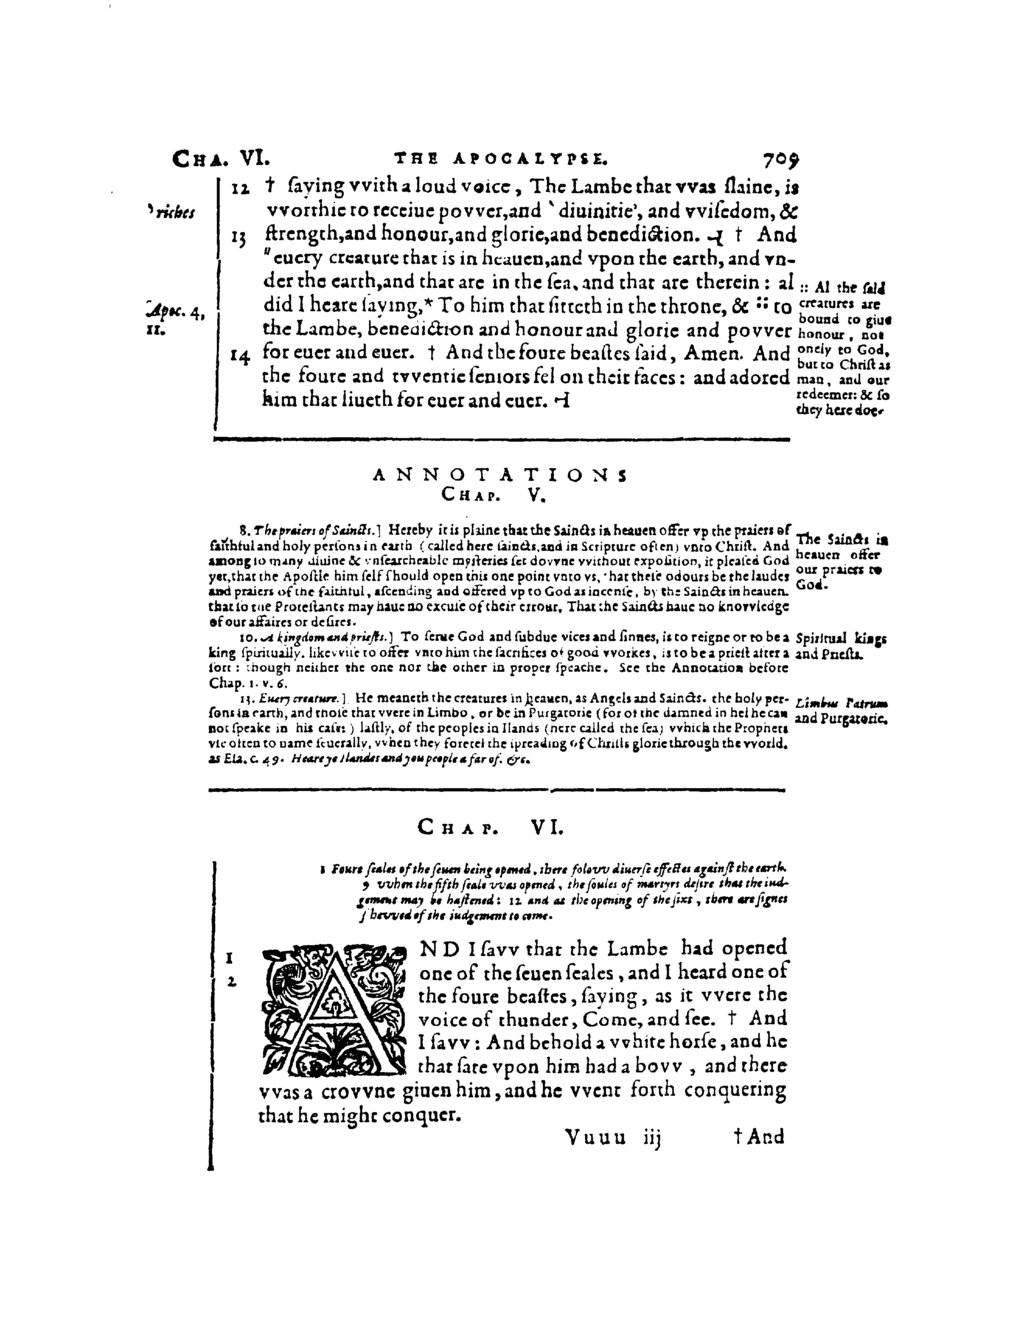 CHA. VI. THE APOCALYPSE. 709
12 † ſaying vvith a loud voice, The Lambe that vvas ſlaine, is
‵riches
vvorthie to receiue povver, and ‵diuinitie', and vviſedom, &
13 ſtrength, and honour, and glorie, and benediction. ⊣ † And
"euery creature that is in heauen, and vpon the earth, and vn-
der the earth, and that are in the ſea, and that are therein: al
Apoc. 4, 11.
did I heare ſaying, * To him that ſitteth in the throne, & :: to
the Lambe, benediction and honour and glorie and povver
14 for euer and euer. † And the foure beaſtes ſaid, Amen. And
the foure and tvventie ſeniors fel on their faces: and adored
him that liueth for euer and euer. ⊣
:: Al the ſaid
creatures are
bound to giue
honour, not
onely to God,
but to Chriſt as
man, and our
redeemer: & ſo
they here doe.
ANNOTATIONS
CHAP. V.
8. The praiers of Saincts.] Hereby it is plaine that the Saincts in heauen offer vp the praiers of
faithful and holy perſons in earth (called here ſaincts, and in Scripture often) vnto Chriſt. And
among ſo many diuine & vnſearcheable myſteries ſet dovvne vvithout expoſition, it pleaſed God
yet, that the Apoſtle him ſelf ſhould open this one point vnto vs, that theſe odours be the laudes
and praiers of the faithful, aſcending and offered vp to God as incenſe, by the Saincts in heauen.
that ſo the Proteſtants may haue no excuſe of their errour, That the Saincts haue no knovvledge
of our affaires or deſires.
The Saincts in
heauen offer
our praiers to
God.
10. A kingdom and prieſts.] To ſerue God and ſubdue vices and ſinnes, is to reigne or to be a
king ſpiritually. likevviſe to offer vnto him the ſacrifices of good vvorkes, is to be a prieſt after a
ſort: though neither the one nor the other in proper ſpeache. See the Annotation before
Chap. 1. v. 6.
Spiritual kings
and Prieſts.
13. Euery creature.] He meaneth the creatures in heauen, as Angels and Saincts. the holy per-
ſons in earth, and thoſe that vvere in Limbo, or be in Purgatorie (for of the damned in hel he can
not ſpeake in his caſe:) laſtly, of the peoples in Ilands (here called the ſea) vvhich the Prophets
vſe often to name ſeuerally, vvhen they foretel the ſpreading of Chriſts glorie through the vvorld.
as Eſa. c. 49. Heare ye Ilandes and you people a far of. &c.
Limbus Patrum
and Purgatorie.
CHAP. VI.
1 Foure ſeales of the ſeuen being opened, there folovv diuerſe effectes againſt the earth.
9 vvhen the fifth ſeale vvas opened, the ſoules of martyrs deſire that the iud-
gement may be haſtened: 12 and at the opening of the ſixt, there are ſignes
ſhevved of the iudgement to come.
1 AND I ſavv that the Lambe had opened
2 one of the ſeuen ſeales, and I heard one of
the foure beaſtes, ſaying, as it vvere the
voice of thunder, Come, and ſee. † And
I ſavv: And behold a vvhite horſe, and he
that ſate vpon him had a bovv, and there
vvas a crovvne giuen him, and he vvent forth conquering
that he might conquer.
Vuuu iij † And